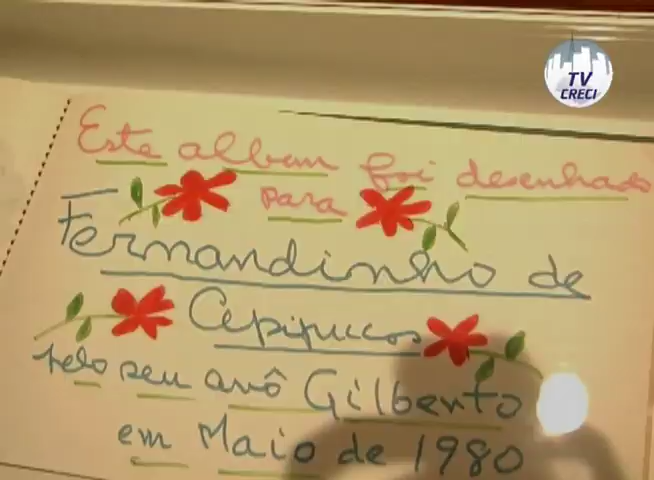 TV
CRECI
Este album foi desenhado
para
Fernandinho de
Cepipucos
pelo seu avô Gilberto
em Maio de 1980